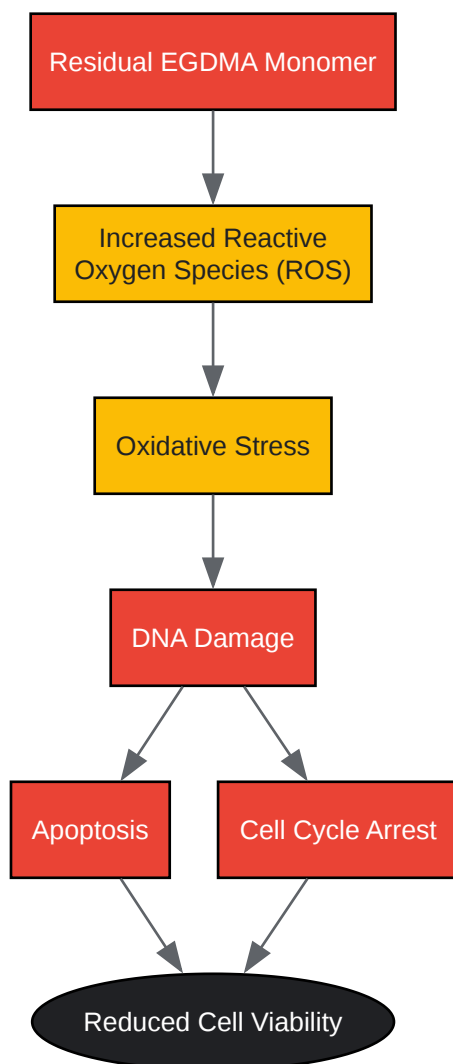 Residual EGDMA Monomer
Increased Reactive
Oxygen Species (ROS)
Oxidative Stress
DNA Damage
Apoptosis
Cell Cycle Arrest
Reduced Cell Viability